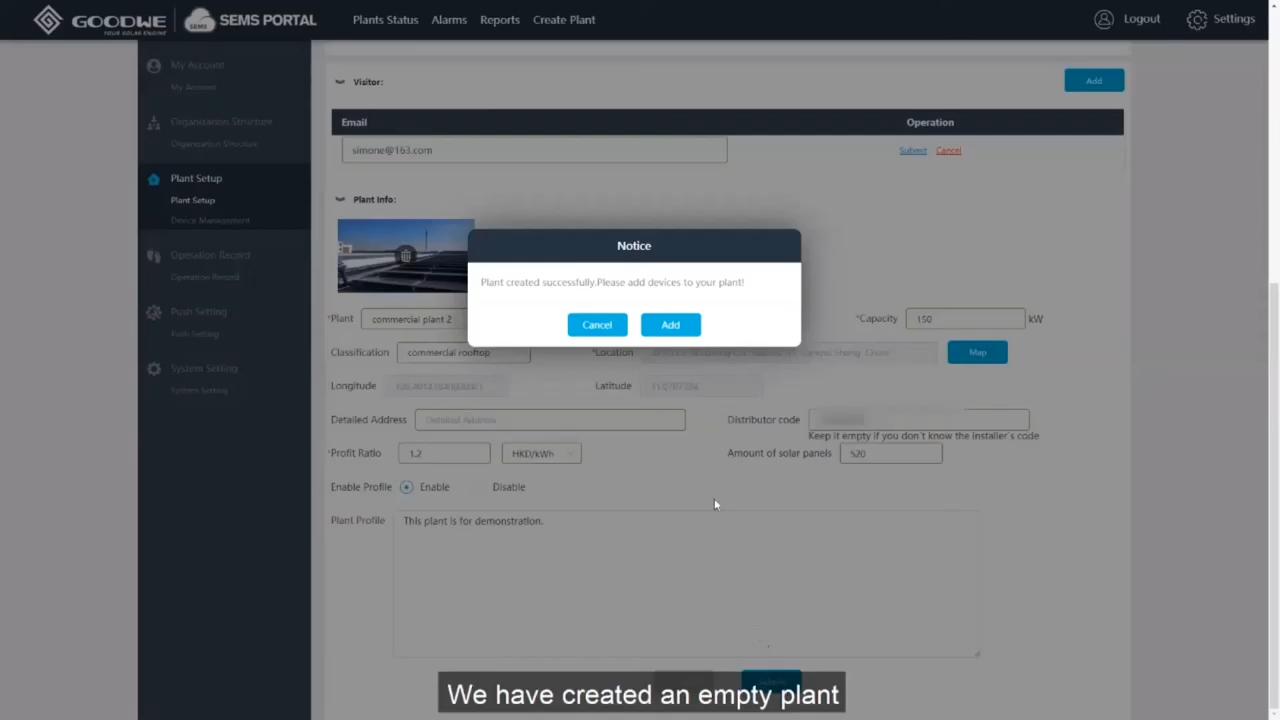 GOODWE
YOUR SOLAR ENGINE
SEMS
SEMS PORTAL
Plants Status
Alarms
Reports
Create Plant
Logout
Settings
My Account
My Account
Organization Structure
Organization Structure
Plant Setup
Plant Setup
Device Management
Operation Record
Operation Record
Push Setting
Push Setting
System Setting
System Setting
Visitor:
Add
Email
Operation
simone@163.com
Submit
Cancel
Plant Info:
Notice
Plant created successfully.Please add devices to your plant!
Cancel
Add
*Plant
commercial plant 2
*Capacity
150
kW
Classification
commercial rooftop
*Location
Map
Longitude
Latitude
Detailed Address
Detailed Address
Distributor code
Keep it empty if you don't know the installer's code
*Profit Ratio
1.2
HKD/kWh
Amount of solar panels
520
Enable Profile
Enable
Disable
Plant Profile
This plant is for demonstration.
We have created an empty plant